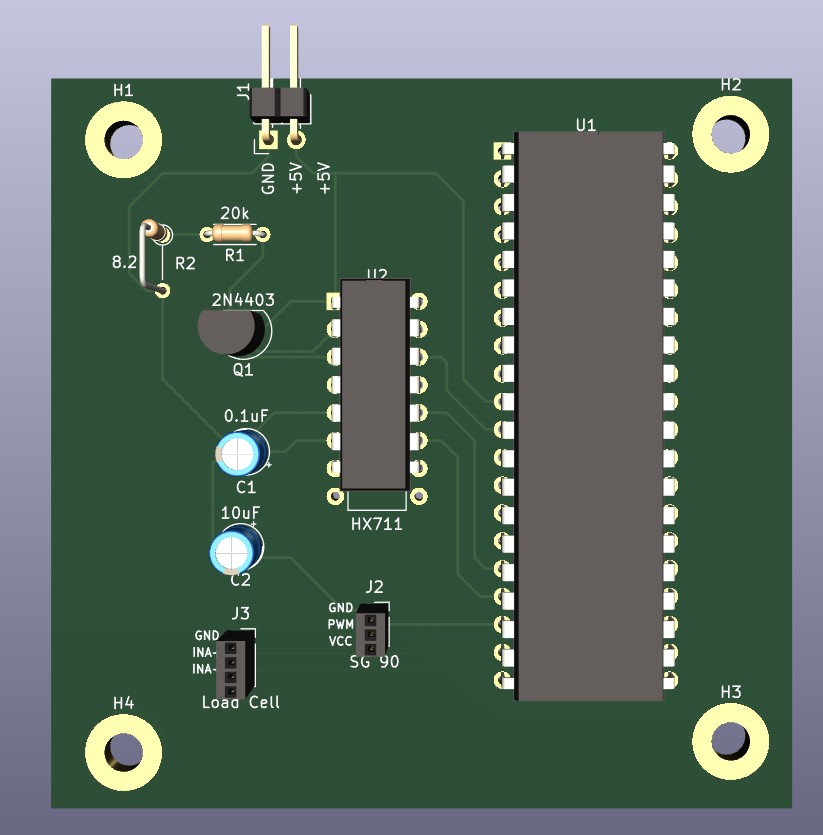 H1
H2
J1
U1
GND
+5V
+5V
20k
8.2
R2
R1
U2
2N4403
Q1
0.1uF
+
C1
10uF
+
HX711
C2
J2
J3
GND
PWM
GND
VCC
INA-
SG 90
INA-
Load Cell
H4
H3